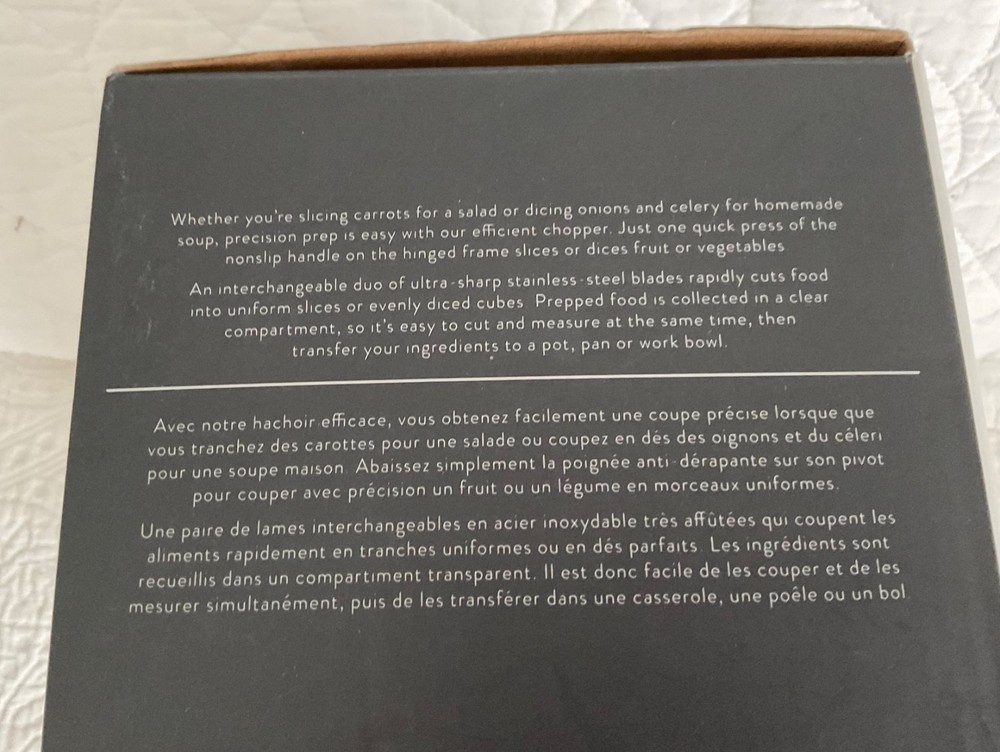 Whether you're slicing carrots for a salad or dicing onions and celery for homemade
soup, precision prep is easy with our efficient chopper. Just one quick press of the
nonslip handle on the hinged frame slices or dices fruit or vegetables
An interchangeable duo of ultra-sharp stainless-steel blades rapidly cuts food
into uniform slices or evenly diced cubes. Prepped food is collected in a clear
compartment, so it's easy to cut and measure at the same time, then
transfer your ingredients to a pot, pan or work bowl.
Avec notre hachoir efficace, vous obtenez facilement une coupe précise lorsque que
vous tranchez des carottes pour une salade ou coupez en dés des oignons et du céleri
pour une soupe maison. Abaissez simplement la poignée anti-dérapante sur son pivot
pour couper avec précision un fruit ou un légume en morceaux uniformes.
Une paire de lames interchangeables en acier inoxydable très affûtées qui coupent les
aliments rapidement en tranches uniformes ou en dés parfaits. Les ingrédients sont
recueillis dans un compartiment transparent. Il est donc facile de les couper et de les
mesurer simultanément, puis de les transférer dans une casserole, une poêle ou un bol.